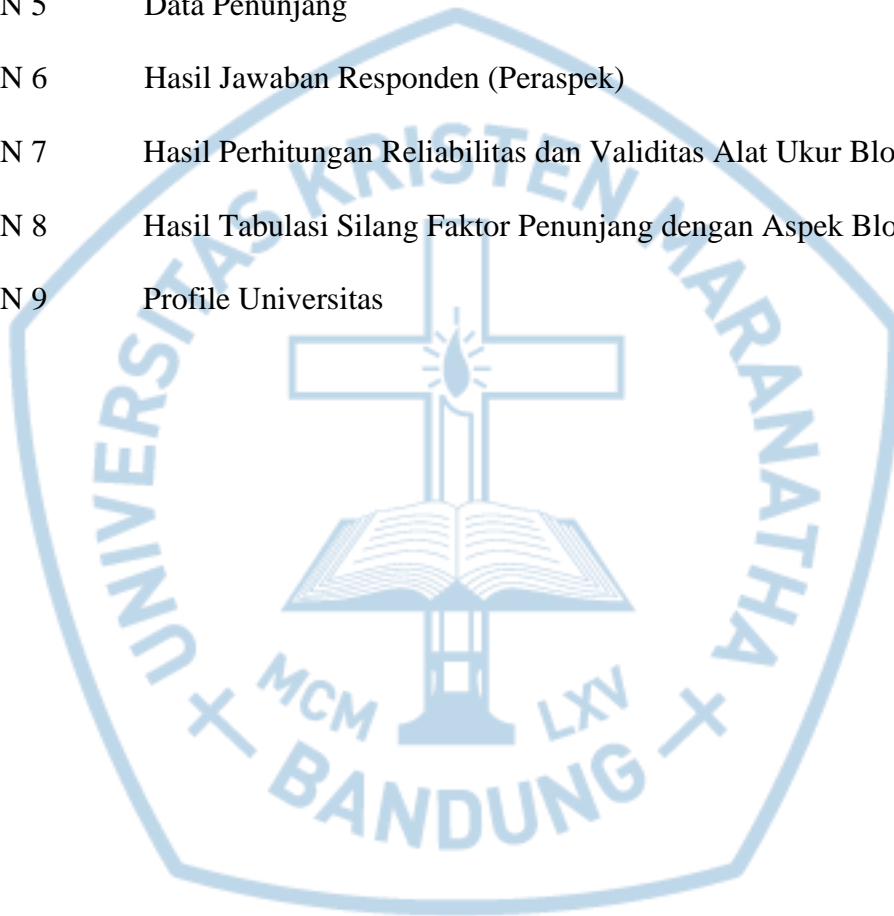 N 5 Data Penunjang
N 6 Hasil Jawaban Responden (Peraspek)
N 7 Hasil Perhitungan Reliabilitas dan Validitas Alat Ukur Blo
N 8 Hasil Tabulasi Silang Faktor Penunjang dengan Aspek Blo
N 9 Profile Universitas
UNIVERSITAS KRISTEN MARANATHA
MCM LXV
BANDUNG